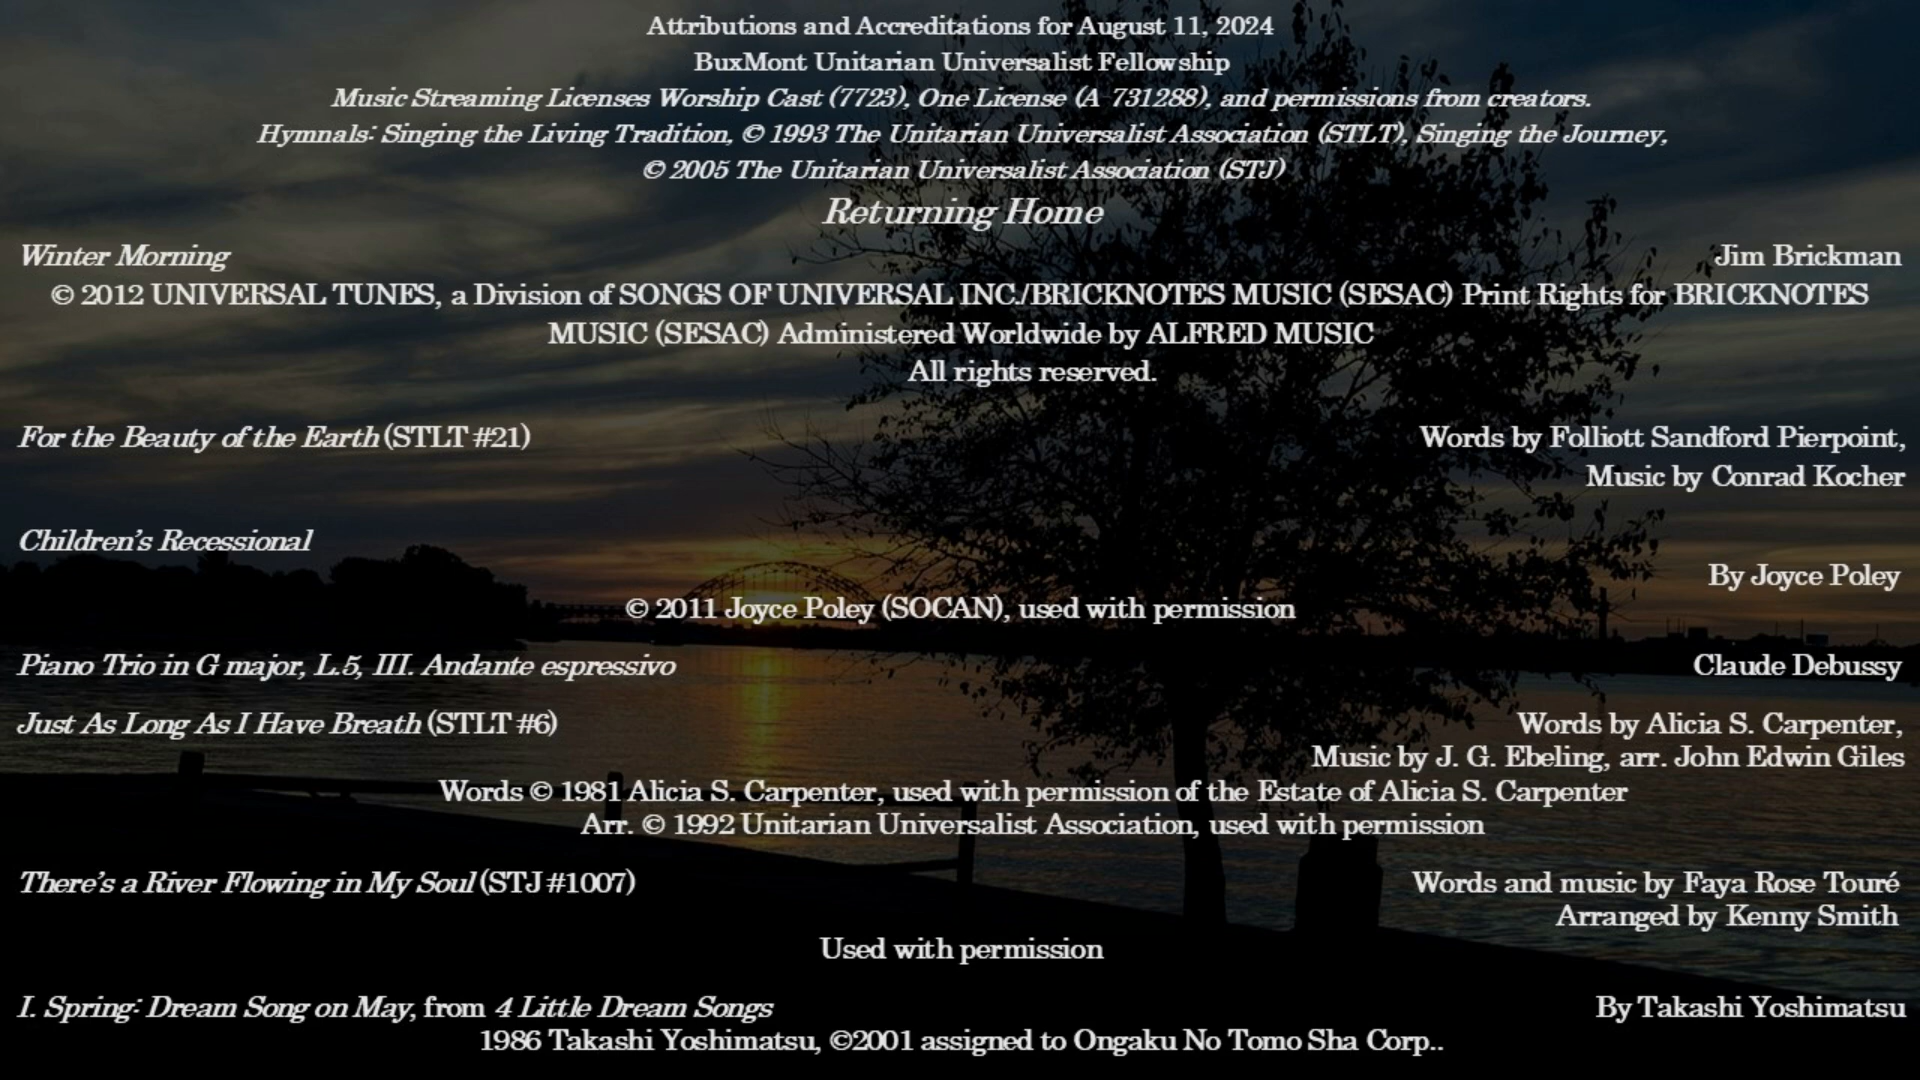 Attributions and Accreditations for August 11, 2024
BuxMont Unitarian Universalist Fellowship
Music Streaming Licenses Worship Cast (7723), One License (A 731288), and permissions from creators.
Hymnals: Singing the Living Tradition, © 1993 The Unitarian Universalist Association (STLT), Singing the Journey,
© 2005 The Unitarian Universalist Association (STJ)
Returning Home
Winter Morning Jim Brickman
© 2012 UNIVERSAL TUNES, a Division of SONGS OF UNIVERSAL INC./BRICKNOTES MUSIC (SESAC) Print Rights for BRICKNOTES
MUSIC (SESAC) Administered Worldwide by ALFRED MUSIC
All rights reserved.
For the Beauty of the Earth (STLT #21) Words by Folliott Sandford Pierpoint,
Music by Conrad Kocher
Children's Recessional
By Joyce Poley
© 2011 Joyce Poley (SOCAN), used with permission
Piano Trio in G major, L.5, III. Andante espressivo Claude Debussy
Just As Long As I Have Breath (STLT #6) Words by Alicia S. Carpenter,
Music by J. G. Ebeling, arr. John Edwin Giles
Words © 1981 Alicia S. Carpenter, used with permission of the Estate of Alicia S. Carpenter
Arr. © 1992 Unitarian Universalist Association, used with permission
There's a River Flowing in My Soul (STJ #1007) Words and music by Faya Rose Touré
Arranged by Kenny Smith
Used with permission
I. Spring: Dream Song on May, from 4 Little Dream Songs By Takashi Yoshimatsu
1986 Takashi Yoshimatsu, ©2001 assigned to Ongaku No Tomo Sha Corp..